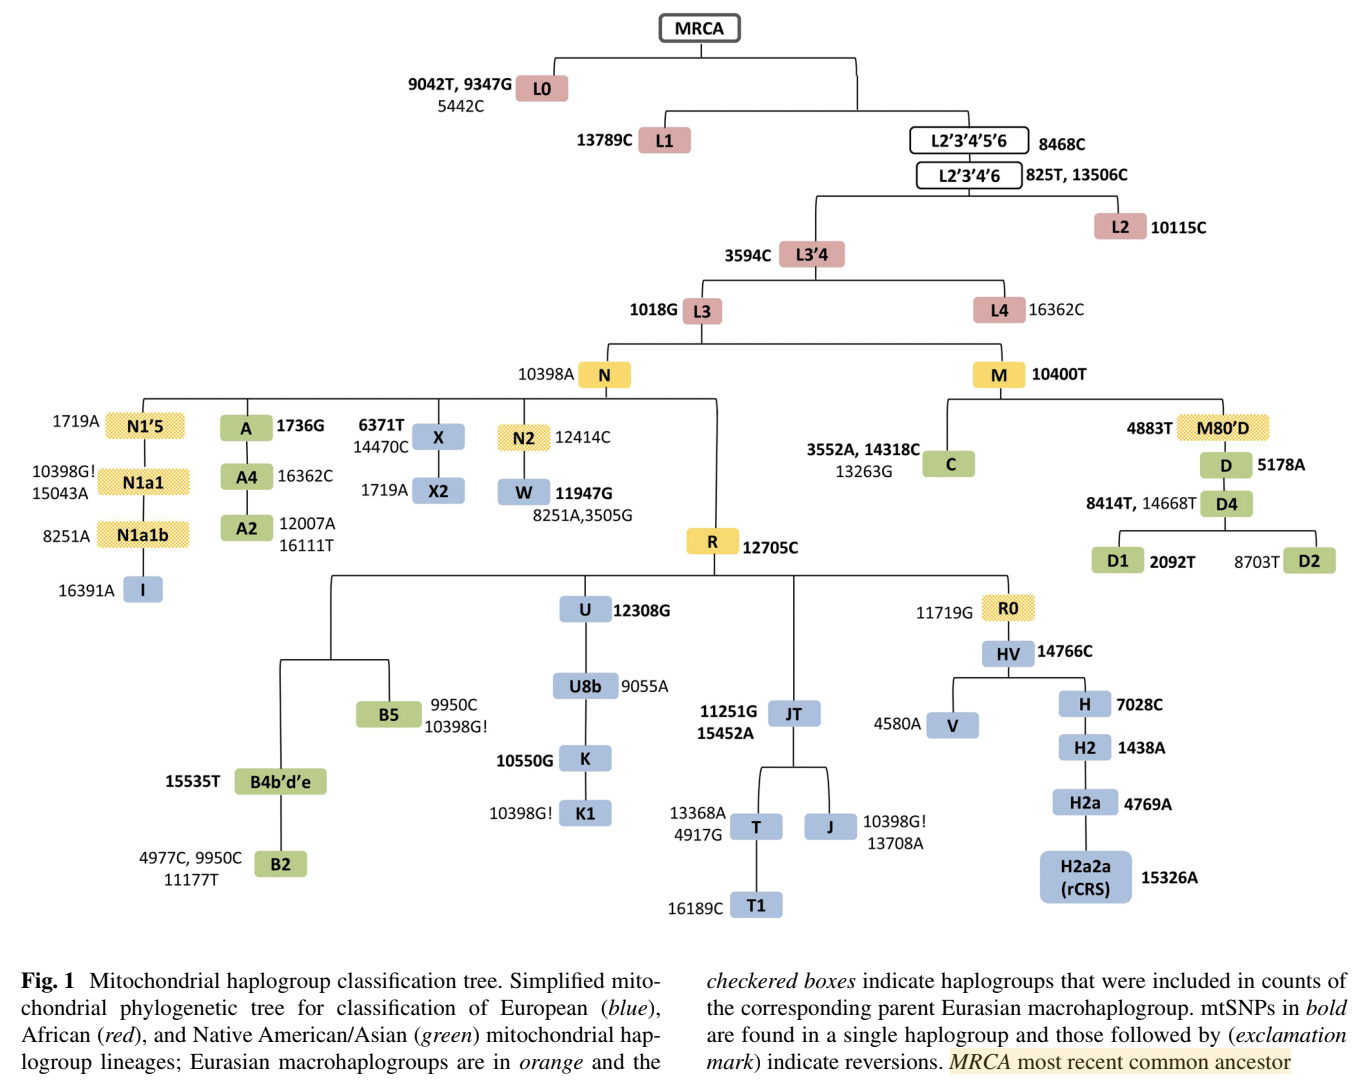 MRCA
9042T, 9347G
5442C
L0
13789C
L1
L2'3'4'5'6
8468C
L2'3'4'6
825T, 13506C
L2
10115C
3594C
L3'4
1018G
L3
L4
16362C
10398A
N
M
10400T
1719A
N1'5
A
1736G
6371T
14470C
X
N2
12414C
4883T
M80'D
3552A, 14318C
13263G
C
D
5178A
10398G!
15043A
N1a1
A4
16362C
1719A
X2
W
11947G
8251A,3505G
8414T, 14668T
D4
8251A
N1a1b
A2
12007A
16111T
R
12705C
D1
2092T
8703T
D2
16391A
I
U
12308G
11719G
R0
HV
14766C
U8b
9055A
B5
9950C
10398G!
11251G
15452A
JT
4580A
V
H
7028C
H2
1438A
10550G
K
15535T
B4b'd'e
10398G!
K1
H2a
4769A
13368A
4917G
T
J
10398G!
13708A
4977C, 9950C
11177T
B2
H2a2a
(rCRS)
15326A
16189C
T1
Fig. 1 Mitochondrial haplogroup classification tree. Simplified mito-
chondrial phylogenetic tree for classification of European (blue),
African (red), and Native American/Asian (green) mitochondrial hap-
logroup lineages; Eurasian macrohaplogroups are in orange and the
checkered boxes indicate haplogroups that were included in counts of
the corresponding parent Eurasian macrohaplogroup. mtSNPs in bold
are found in a single haplogroup and those followed by (exclamation
mark) indicate reversions. MRCA most recent common ancestor